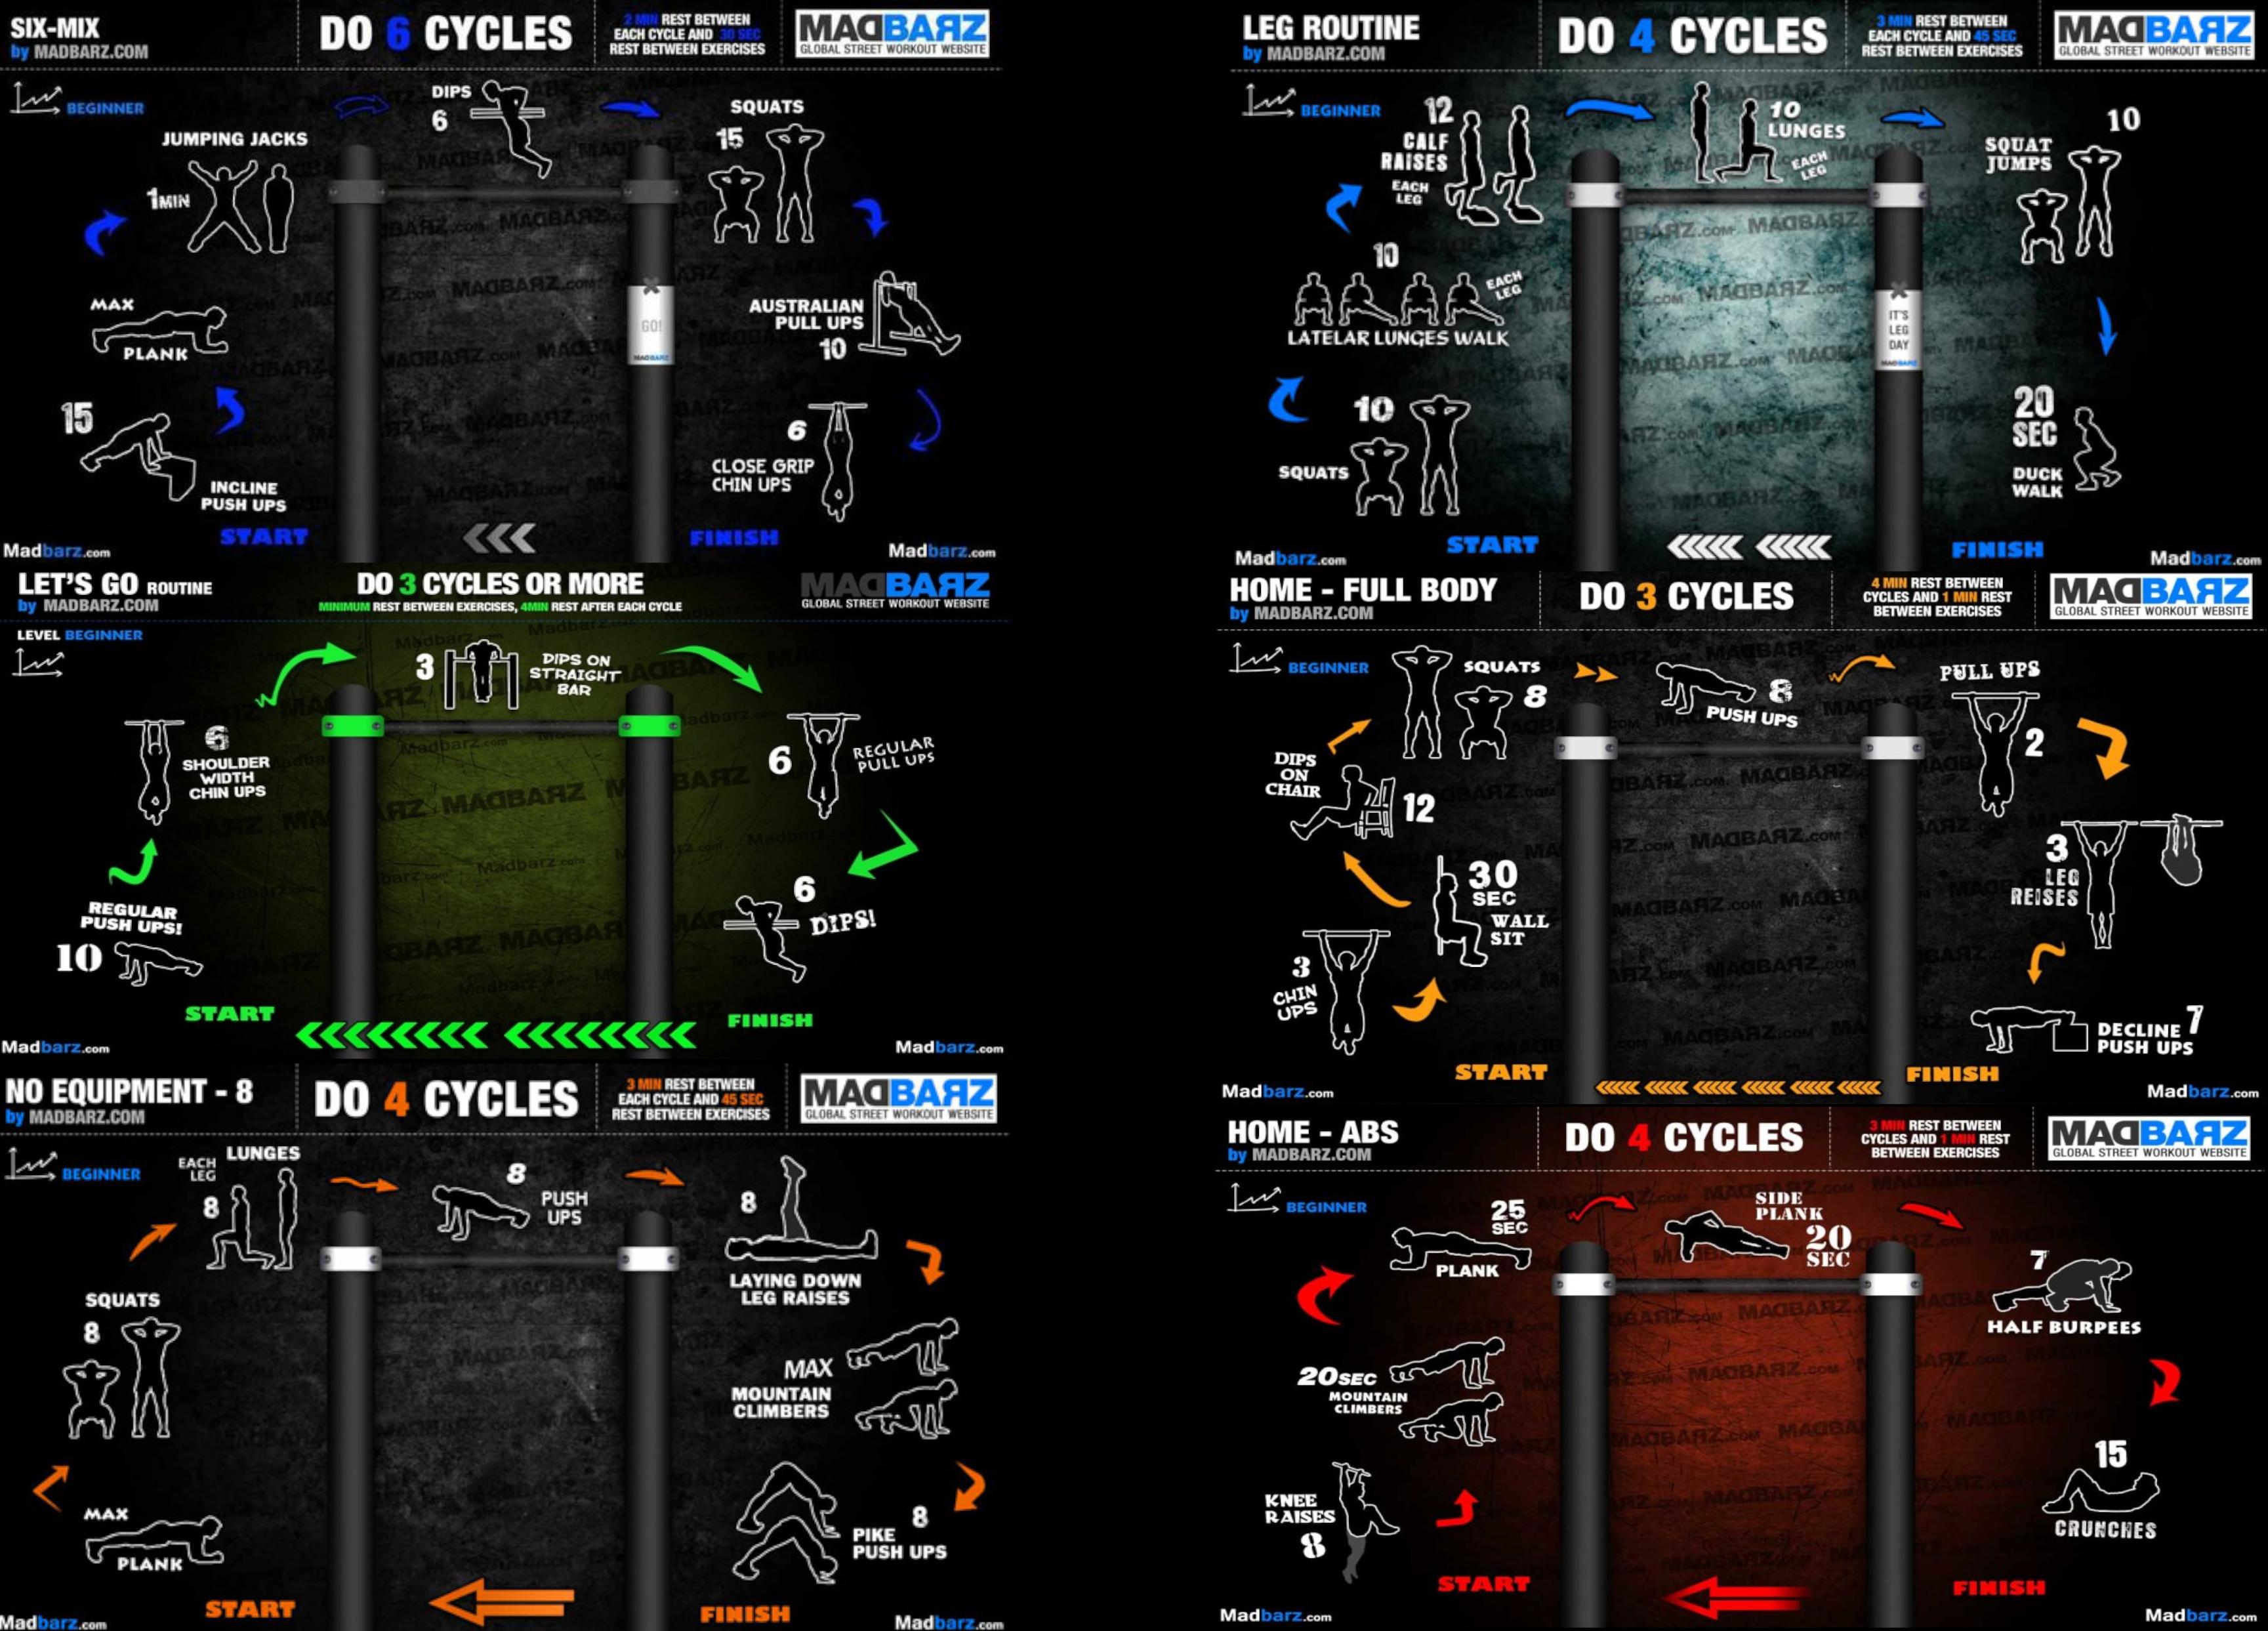 SIX-MIX
by MADBARZ.COM
DO 6 CYCLES
2 MIN REST BETWEEN
EACH CYCLE AND 30 SEC
REST BETWEEN EXERCISES
MADBARZ
GLOBAL STREET WORKOUT WEBSITE
BEGINNER
15
INCLINE
PUSH UPS
MAX
PLANK
JUMPING JACKS
1MIN
DIPS
6
SQUATS
15
AUSTRALIAN
PULL UPS
10
6
CLOSE GRIP
CHIN UPS
GO!
MADBARZ
START
FINISH
Madbarz.com
Madbarz.com
LEG ROUTINE
by MADBARZ.COM
DO 4 CYCLES
3 MIN REST BETWEEN
EACH CYCLE AND 45 SEC
REST BETWEEN EXERCISES
MADBARZ
GLOBAL STREET WORKOUT WEBSITE
BEGINNER
10
SQUATS
10
EACH
LEG
LATELAR LUNGES WALK
12
CALF
RAISES
EACH
LEG
10
LUNGES
EACH
LEG
10
SQUAT
JUMPS
20
SEC
DUCK
WALK
IT'S
LEG
DAY
MADBARZ
START
FINISH
Madbarz.com
Madbarz.com
LET'S GO ROUTINE
by MADBARZ.COM
DO 3 CYCLES OR MORE
MINIMUM REST BETWEEN EXERCISES, 4MIN REST AFTER EACH CYCLE
MADBARZ
GLOBAL STREET WORKOUT WEBSITE
LEVEL BEGINNER
REGULAR
PUSH UPS!
10
6
SHOULDER
WIDTH
CHIN UPS
3
DIPS ON
STRAIGHT
BAR
6
REGULAR
PULL UPS
6
DIPS!
START
FINISH
Madbarz.com
Madbarz.com
HOME - FULL BODY
by MADBARZ.COM
DO 3 CYCLES
4 MIN REST BETWEEN
CYCLES AND 1 MIN REST
BETWEEN EXERCISES
MADBARZ
GLOBAL STREET WORKOUT WEBSITE
BEGINNER
3
CHIN
UPS
30
SEC
WALL
SIT
DIPS
ON
CHAIR
12
SQUATS
8
8
PUSH UPS
PULL UPS
2
3
LEG
REISES
DECLINE 7
PUSH UPS
START
FINISH
Madbarz.com
Madbarz.com
NO EQUIPMENT - 8
by MADBARZ.COM
DO 4 CYCLES
3 MIN REST BETWEEN
EACH CYCLE AND 45 SEC
REST BETWEEN EXERCISES
MADBARZ
GLOBAL STREET WORKOUT WEBSITE
BEGINNER
MAX
PLANK
SQUATS
8
LUNGES
EACH
LEG
8
8
PUSH
UPS
8
LAYING DOWN
LEG RAISES
MAX
MOUNTAIN
CLIMBERS
8
PIKE
PUSH UPS
START
FINISH
Madbarz.com
Madbarz.com
HOME - ABS
by MADBARZ.COM
DO 4 CYCLES
3 MIN REST BETWEEN
CYCLES AND 1 MIN REST
BETWEEN EXERCISES
MADBARZ
GLOBAL STREET WORKOUT WEBSITE
BEGINNER
KNEE
RAISES
8
20SEC
MOUNTAIN
CLIMBERS
25
SEC
PLANK
SIDE
PLANK
20
SEC
7
HALF BURPEES
15
CRUNCHES
START
FINISH
Madbarz.com
Madbarz.com